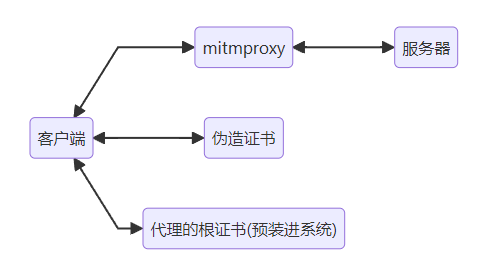 mitmproxy
服务器
客户端
伪造证书
代理的根证书(预装进系统)